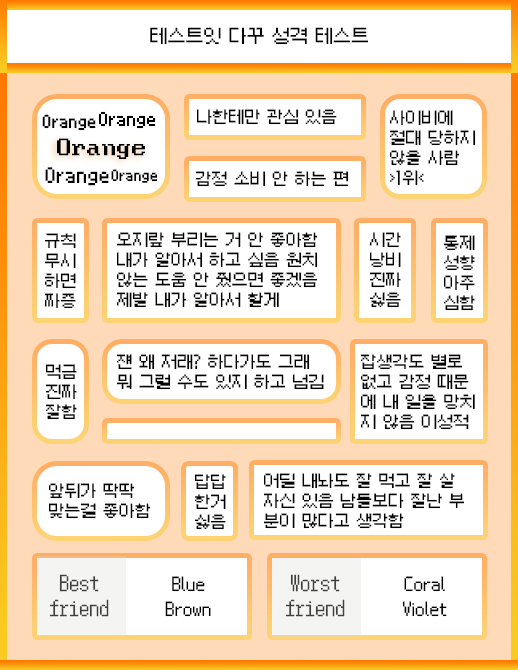 테스트잇 다꾸 성격 테스트
Orange Orange
Orange
Orange Orange
나한테만 관심 있음
감정 소비 안 하는 편
사이비에
절대 당하지
않을 사람
>1위<
규칙
무시
하면
짜증
오지랖 부리는 거 안 좋아함
내가 알아서 하고 싶음 원치
않는 도움 안 줬으면 좋겠음
제발 내가 알아서 할게
시간
낭비
진짜
싫음
통제
성향
아주
심함
먹금
진짜
잘함
쟨 왜 저래? 하다가도 그래
뭐 그럴 수도 있지 하고 넘김
잡생각도 별로
없고 감정 때문
에 내 일을 망치
지 않음 이성적
앞뒤가 딱딱
맞는걸 좋아함
답답
한거
싫음
어딜 내놔도 잘 먹고 잘 살
자신 있음 남들보다 잘난 부
분이 많다고 생각함
Best
friend
Blue
Brown
Worst
friend
Coral
Violet